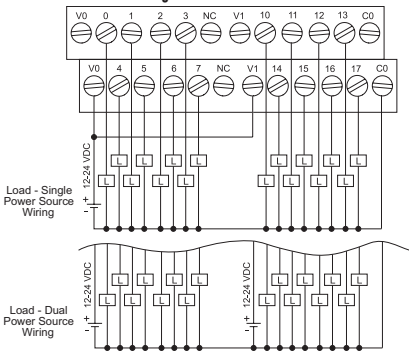 V0 0 1 2 3 NC V1 10 11 12 13 C0
V0 4 5 6 7 NC V1 14 15 16 17 C0
12-24 VDC
L L L L L L L L
L L L L L L L L
+
-
Load - Single
Power Source
Wiring
12-24 VDC
12-24 VDC
L L L L L L L L
L L L L L L L L
+
-
+
-
Load - Dual
Power Source
Wiring